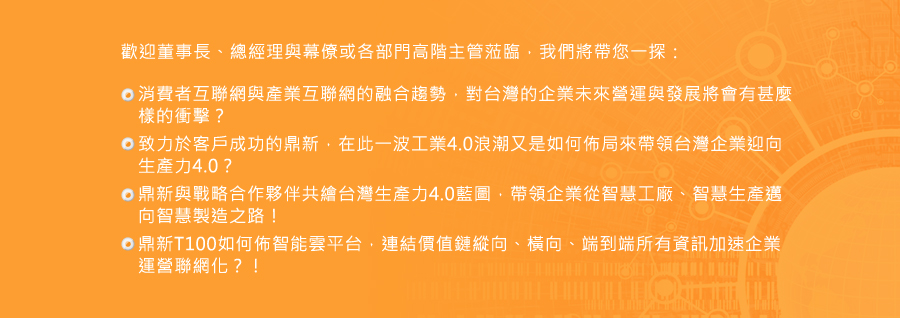 歡迎董事長、總經理與幕僚或各部門高階主管蒞臨，我們將帶您一探：
消費者互聯網與產業互聯網的融合趨勢，對台灣的企業未來營運與發展將會有甚麼
樣的衝擊？
致力於客戶成功的鼎新，在此一波工業4.0浪潮又是如何佈局來帶領台灣企業迎向
生產力4.0？
鼎新與戰略合作夥伴共繪台灣生產力4.0藍圖，帶領企業從智慧工廠、智慧生產邁
向智慧製造之路！
鼎新T100如何佈智能雲平台，連結價值鏈縱向、橫向、端到端所有資訊加速企業
運營聯網化？！